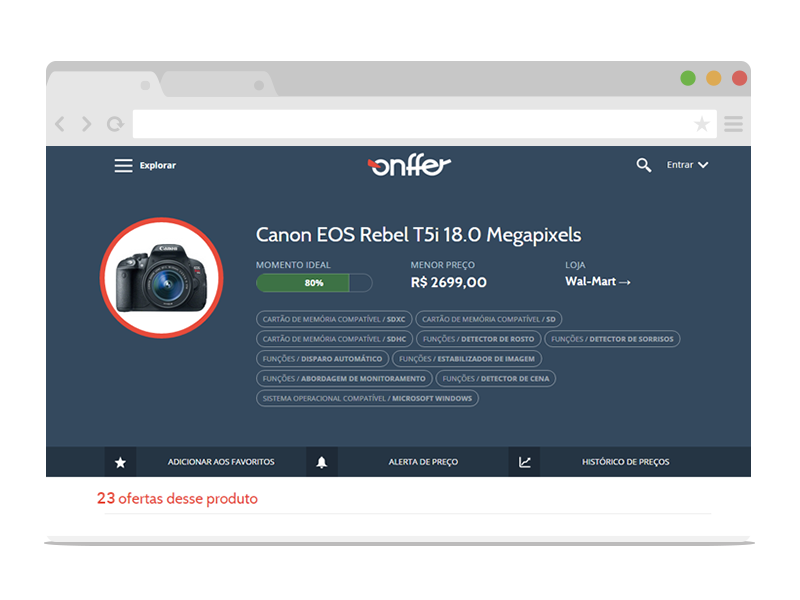 Explorar
onffer
Entrar
Canon EOS Rebel T5i 18.0 Megapixels
MOMENTO IDEAL
MENOR PREÇO
LOJA
80%
R$ 2699,00
Wal-Mart →
CARTÃO DE MEMÓRIA COMPATÍVEL / SDXC
CARTÃO DE MEMÓRIA COMPATÍVEL / SD
CARTÃO DE MEMÓRIA COMPATÍVEL / SDHC
FUNÇÕES / DETECTOR DE ROSTO
FUNÇÕES / DETECTOR DE SORRISOS
FUNÇÕES / DISPARO AUTOMÁTICO
FUNÇÕES / ESTABILIZADOR DE IMAGEM
FUNÇÕES / ABORDAGEM DE MONITORAMENTO
FUNÇÕES / DETECTOR DE CENA
SISTEMA OPERACIONAL COMPATÍVEL / MICROSOFT WINDOWS
ADICIONAR AOS FAVORITOS
ALERTA DE PREÇO
HISTÓRICO DE PREÇOS
23 ofertas desse produto
Canon